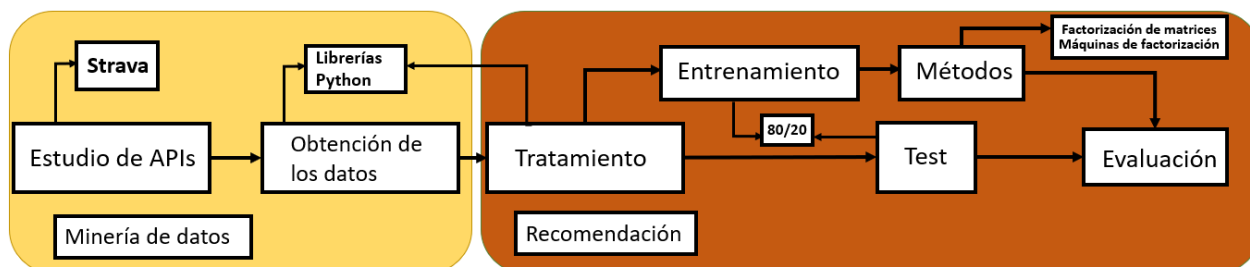 Strava
Librerías
Python
Estudio de APIs
Obtención de
los datos
Minería de datos
Factorización de matrices
Máquinas de factorización
Entrenamiento
Métodos
80/20
Tratamiento
Test
Evaluación
Recomendación